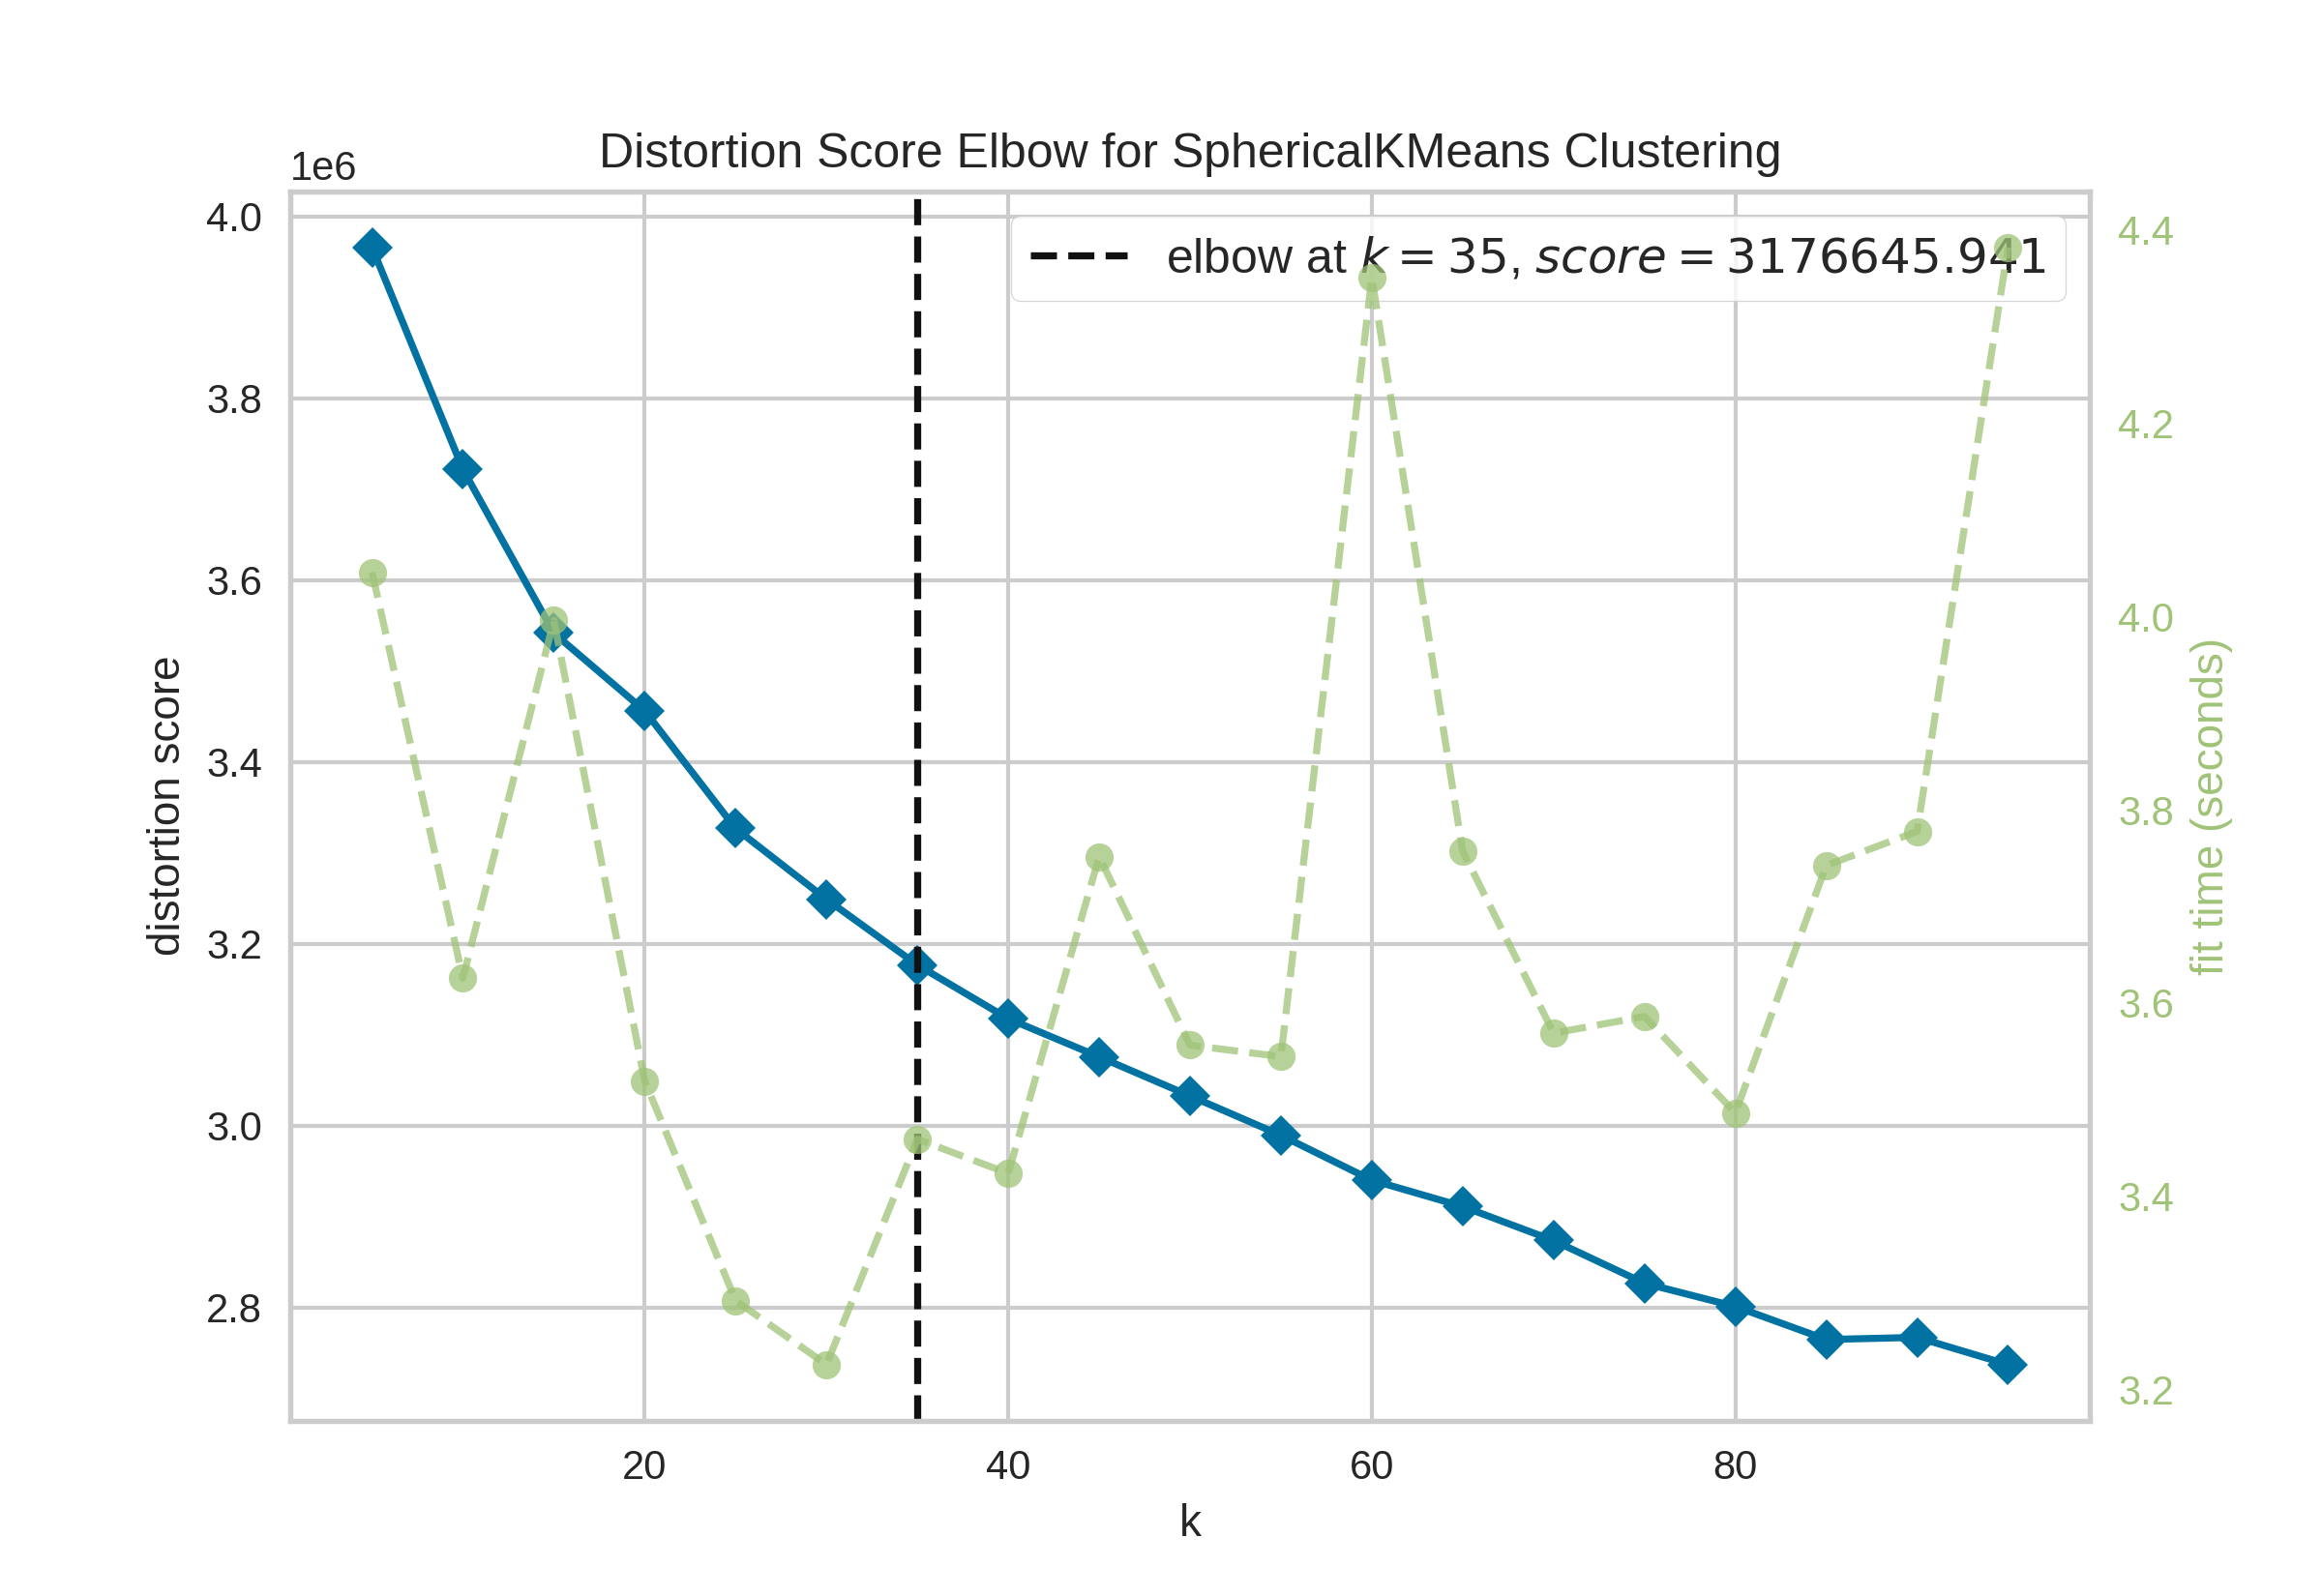 Distortion Score Elbow for SphericalKMeans Clustering
1e6
elbow at k = 35, score = 3176645.941
4.0
3.8
3.6
3.4
3.2
3.0
2.8
distortion score
4.4
4.2
4.0
3.8
3.6
3.4
3.2
fit time (seconds)
20 40 60 80
k